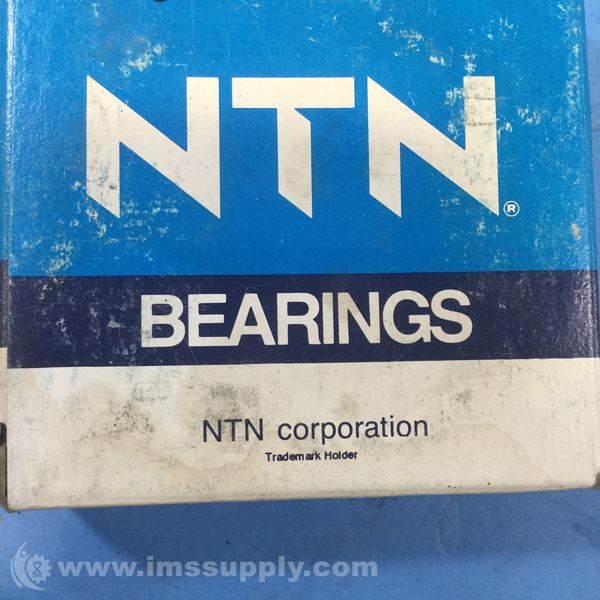 NTN®
BEARINGS
NTN corporation
Trademark Holder
www.imssupply.com